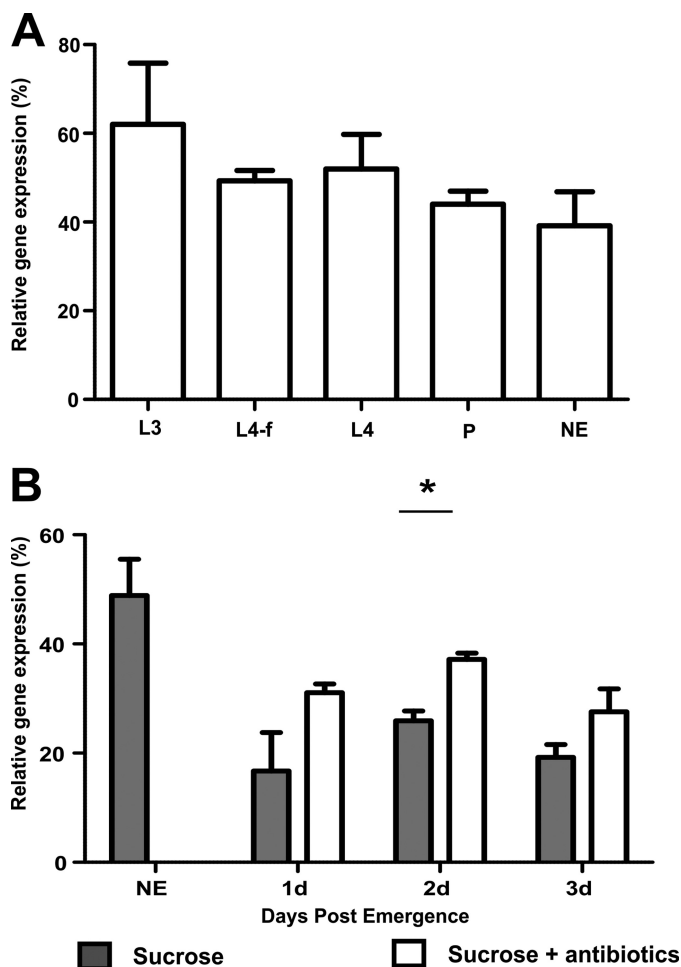 A
Relative gene expression (%)
80
60
40
20
0
L3 L4-f L4 P NE
B
*
Relative gene expression (%)
60
40
20
0
NE 1d 2d 3d
Days Post Emergence
Sucrose Sucrose + antibiotics